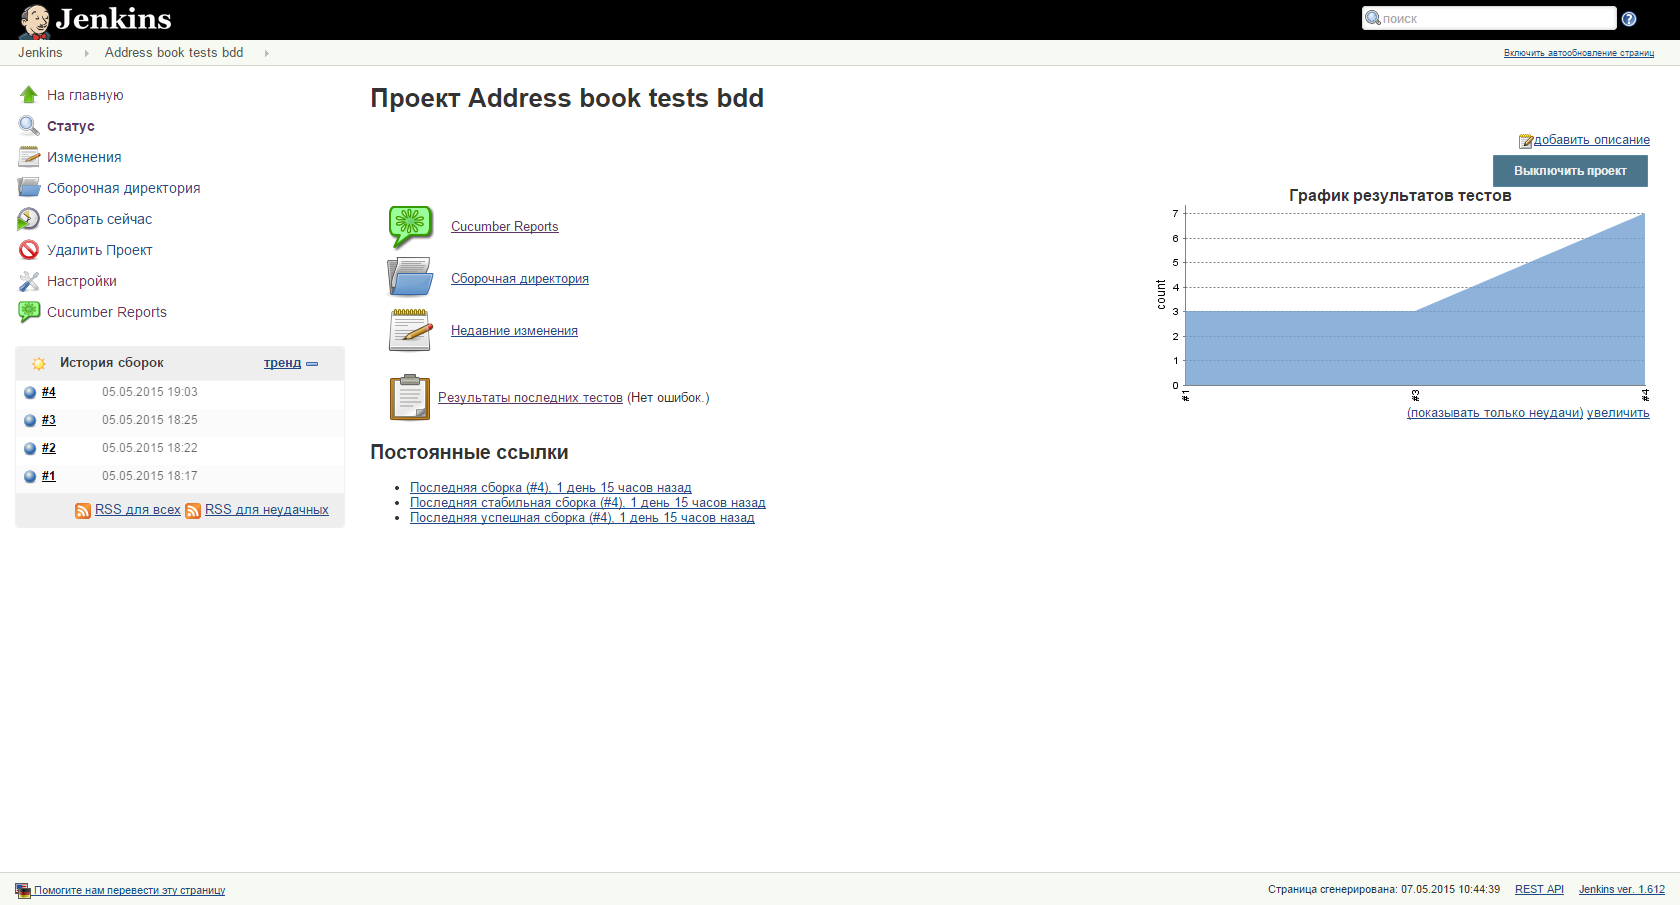 Jenkins
поиск
Jenkins
Address book tests bdd
Включить автообновление страниц
На главную
Статус
Изменения
Сборочная директория
Собрать сейчас
Удалить Проект
Настройки
Cucumber Reports
История сборок
тренд
#4 05.05.2015 19:03
#3 05.05.2015 18:25
#2 05.05.2015 18:22
#1 05.05.2015 18:17
RSS для всех RSS для неудачных
Проект Address book tests bdd
добавить описание
Выключить проект
Cucumber Reports
Сборочная директория
Недавние изменения
Результаты последних тестов (Нет ошибок.)
График результатов тестов
7
6
5
4
3
2
1
0
count
#1
#3
#4
(показывать только неудачи) увеличить
Постоянные ссылки
Последняя сборка (#4), 1 день 15 часов назад
Последняя стабильная сборка (#4), 1 день 15 часов назад
Последняя успешная сборка (#4), 1 день 15 часов назад
Помогите нам перевести эту страницу
Страница сгенерирована: 07.05.2015 10:44:39 REST API Jenkins ver. 1.612